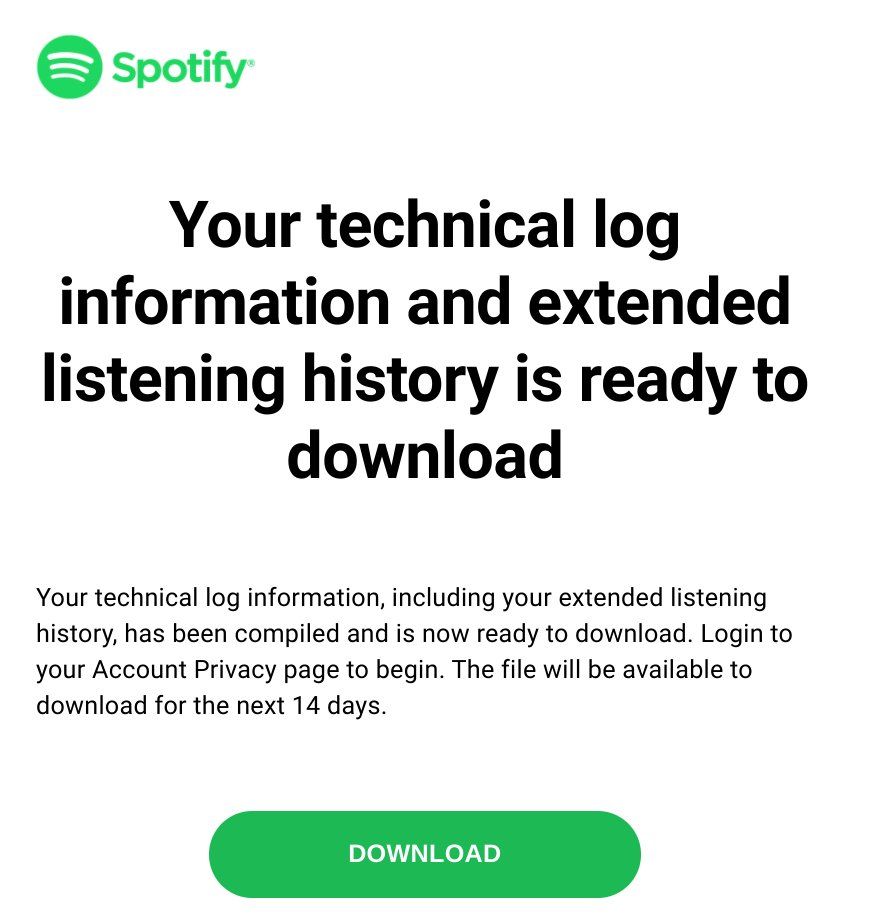 Spotify®
Your technical log
information and extended
listening history is ready to
download
Your technical log information, including your extended listening
history, has been compiled and is now ready to download. Login to
your Account Privacy page to begin. The file will be available to
download for the next 14 days.
DOWNLOAD